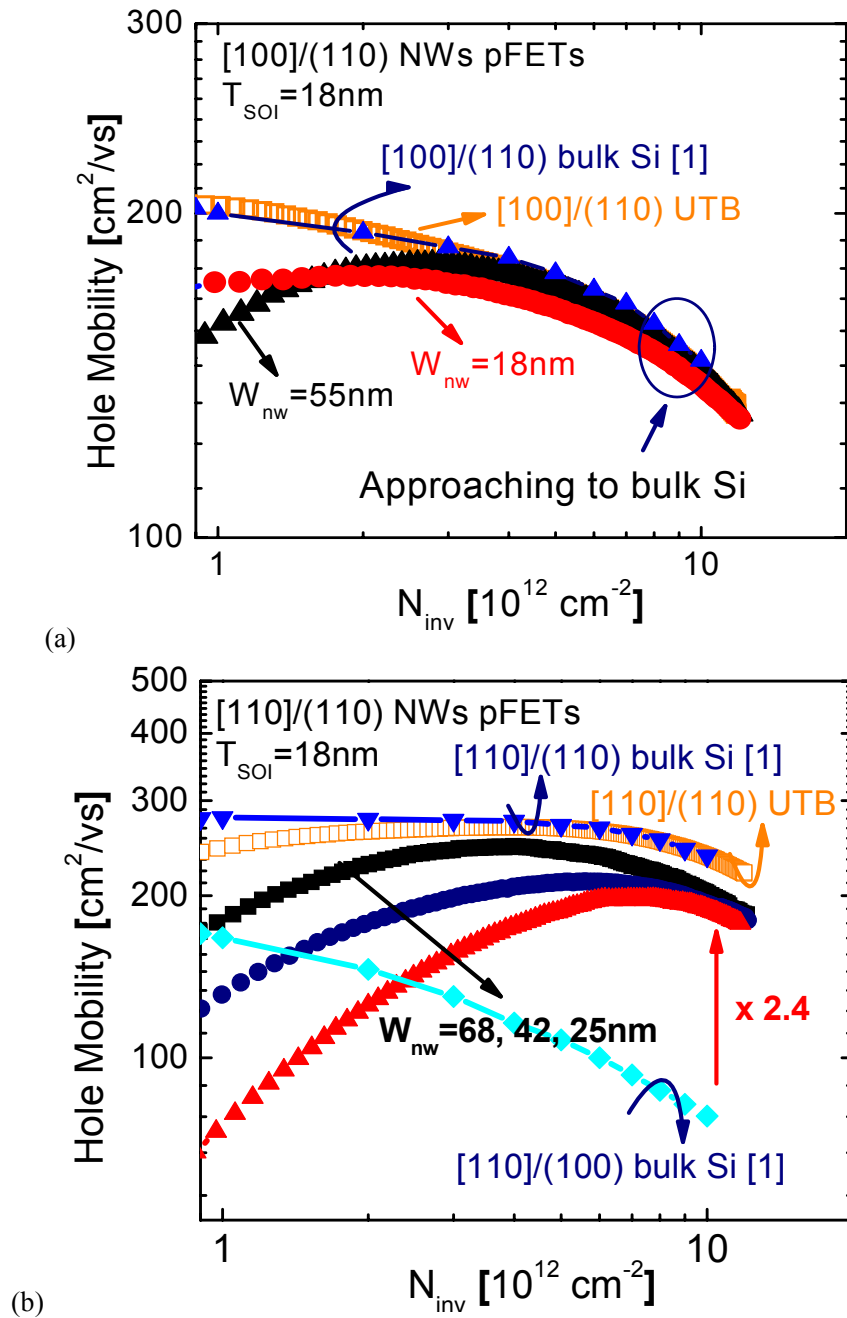 300
[100]/(110) NWs pFETs
T_SOI=18nm
[100]/(110) bulk Si [1]
200
[100]/(110) UTB
Hole Mobility [cm²/vs]
W_nw=18nm
W_nw=55nm
Approaching to bulk Si
100
1 10
N_inv [10¹² cm⁻²]
(a)
500
[110]/(110) NWs pFETs
400
T_SOI=18nm
[110]/(110) bulk Si [1]
300
[110]/(110) UTB
200
Hole Mobility [cm²/vs]
x 2.4
W_nw=68, 42, 25nm
100
[110]/(100) bulk Si [1]
1 10
N_inv [10¹² cm⁻²]
(b)